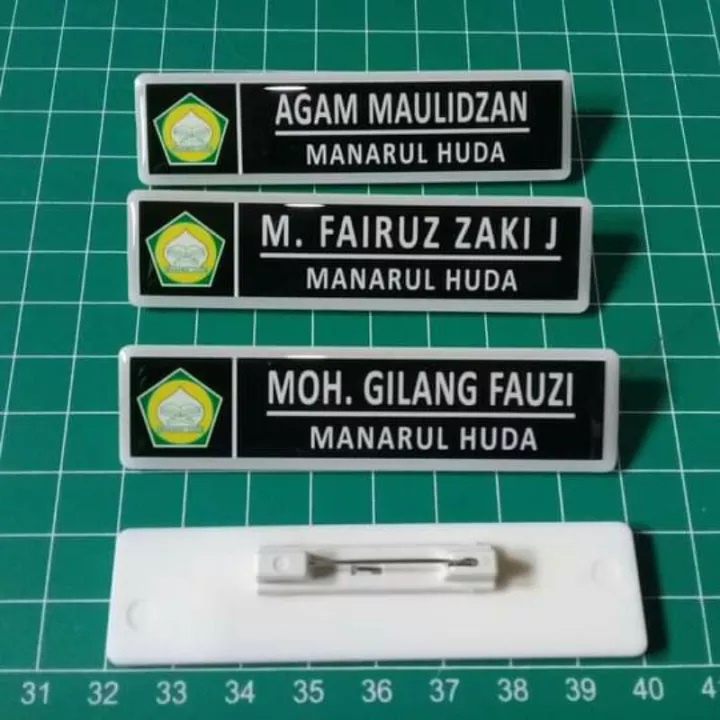 AGAM MAULIDZAN
MANARUL HUDA
M. FAIRUZ ZAKI J
MANARUL HUDA
MOH. GILANG FAUZI
MANARUL HUDA
31 32 33 34 35 36 37 38 39 40 41